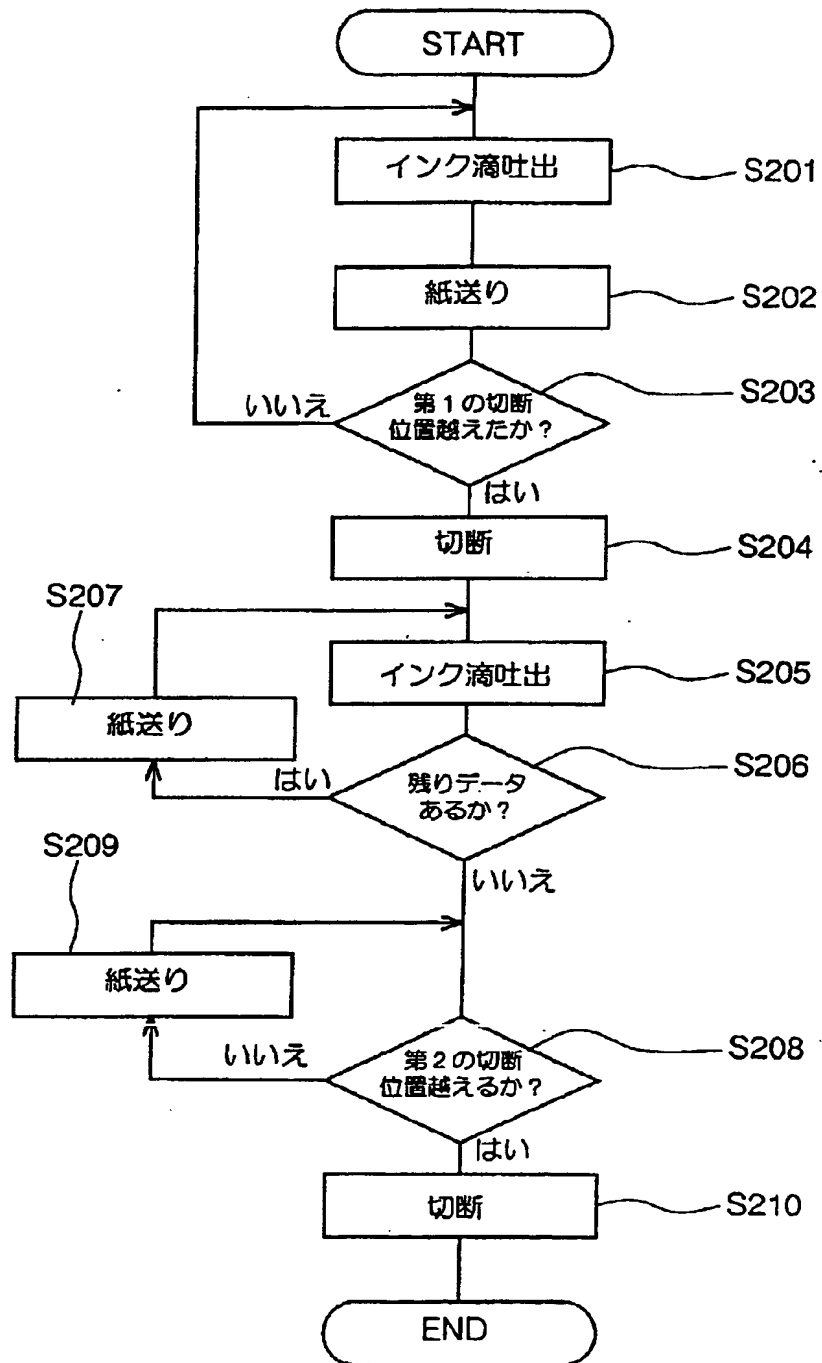 START
インク滴吐出
S201
紙送り
S202
第1の切断
位置越えたか?
S203
いいえ
はい
切断
S204
S207
インク滴吐出
S205
紙送り
はい
残りデータ
あるか?
S206
S209
いいえ
紙送り
いいえ
第2の切断
位置越えるか?
S208
はい
切断
S210
END